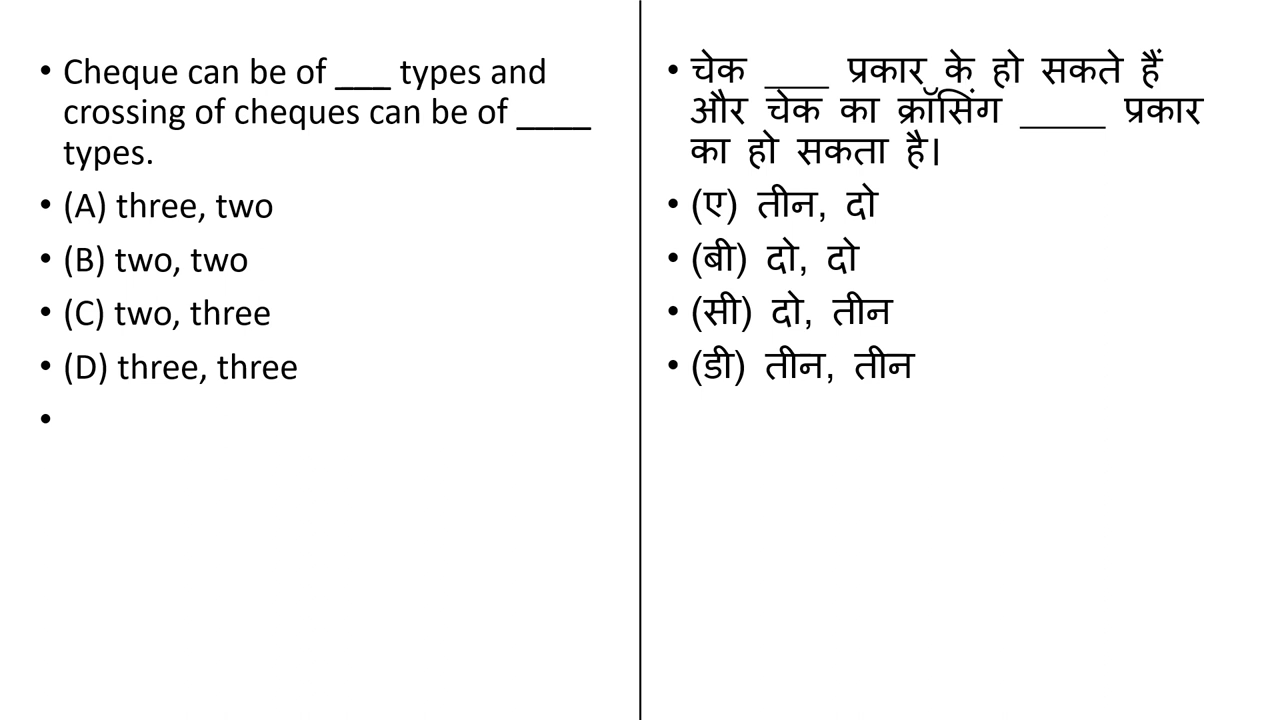 • Cheque can be of ___ types and
crossing of cheques can be of ____
types.
• (A) three, two
• (B) two, two
• (C) two, three
• (D) three, three
•
• चेक ___ प्रकार के हो सकते हैं
और चेक का क्रॉसिंग ____ प्रकार
का हो सकता है।
• (ए) तीन, दो
• (बी) दो, दो
• (सी) दो, तीन
• (डी) तीन, तीन